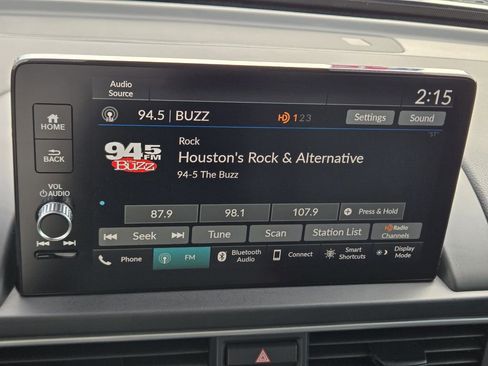 Audio
Source
2:15
HOME
BACK
VOL
AUDIO
94.5 | BUZZ
HD 1 2 3
Settings
Sound
"ST"
94.5 FM
Buzz
Rock
Houston's Rock & Alternative
94-5 The Buzz
87.9
98.1
107.9
Press & Hold
Seek
Tune
Scan
Station List
HD Radio
Channels
Phone
FM
Bluetooth
Audio
Connect
Smart
Shortcuts
Display
Mode